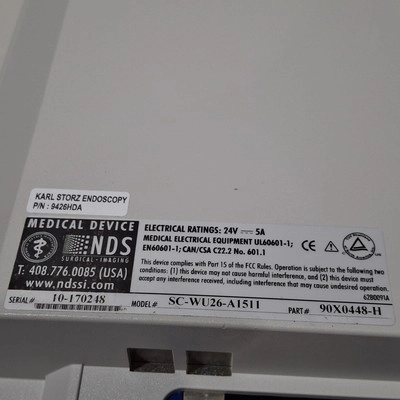 KARL STORZ ENDOSCOPY
P/N : 9426HDA
MEDICAL DEVICE
NDS
SURGICAL-IMAGING
T: 408.776.0085 (USA)
www.ndssi.com
ELECTRICAL RATINGS: 24V 5A
MEDICAL ELECTRICAL EQUIPMENT UL60601-1;
EN60601-1; CAN/CSA C22.2 No. 601.1
CE
This device complies with Part 15 of the FCC Rules. Operation is subject to the following two
conditions: (1) this device may not cause harmful interference, and (2) this device must
accept any interference received, including interference that may cause undesired operation.
62B0091A
SERIAL# 10-170248 MODEL# SC-WU26-A1511 PART# 90X0448-H